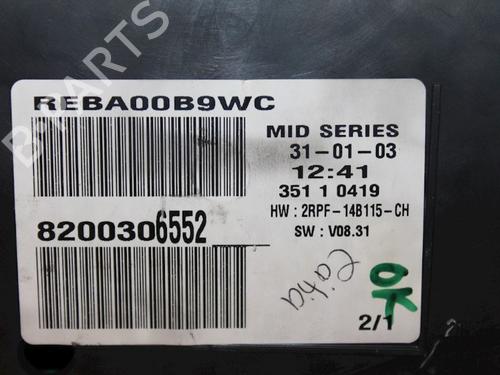 B-PARTS
REBA00B9WC
MID SERIES
31-01-03
12:41
351 1 0419
HW : 2RPF-14B115-CH
SW : V08.31
8200306552
OK
2/1